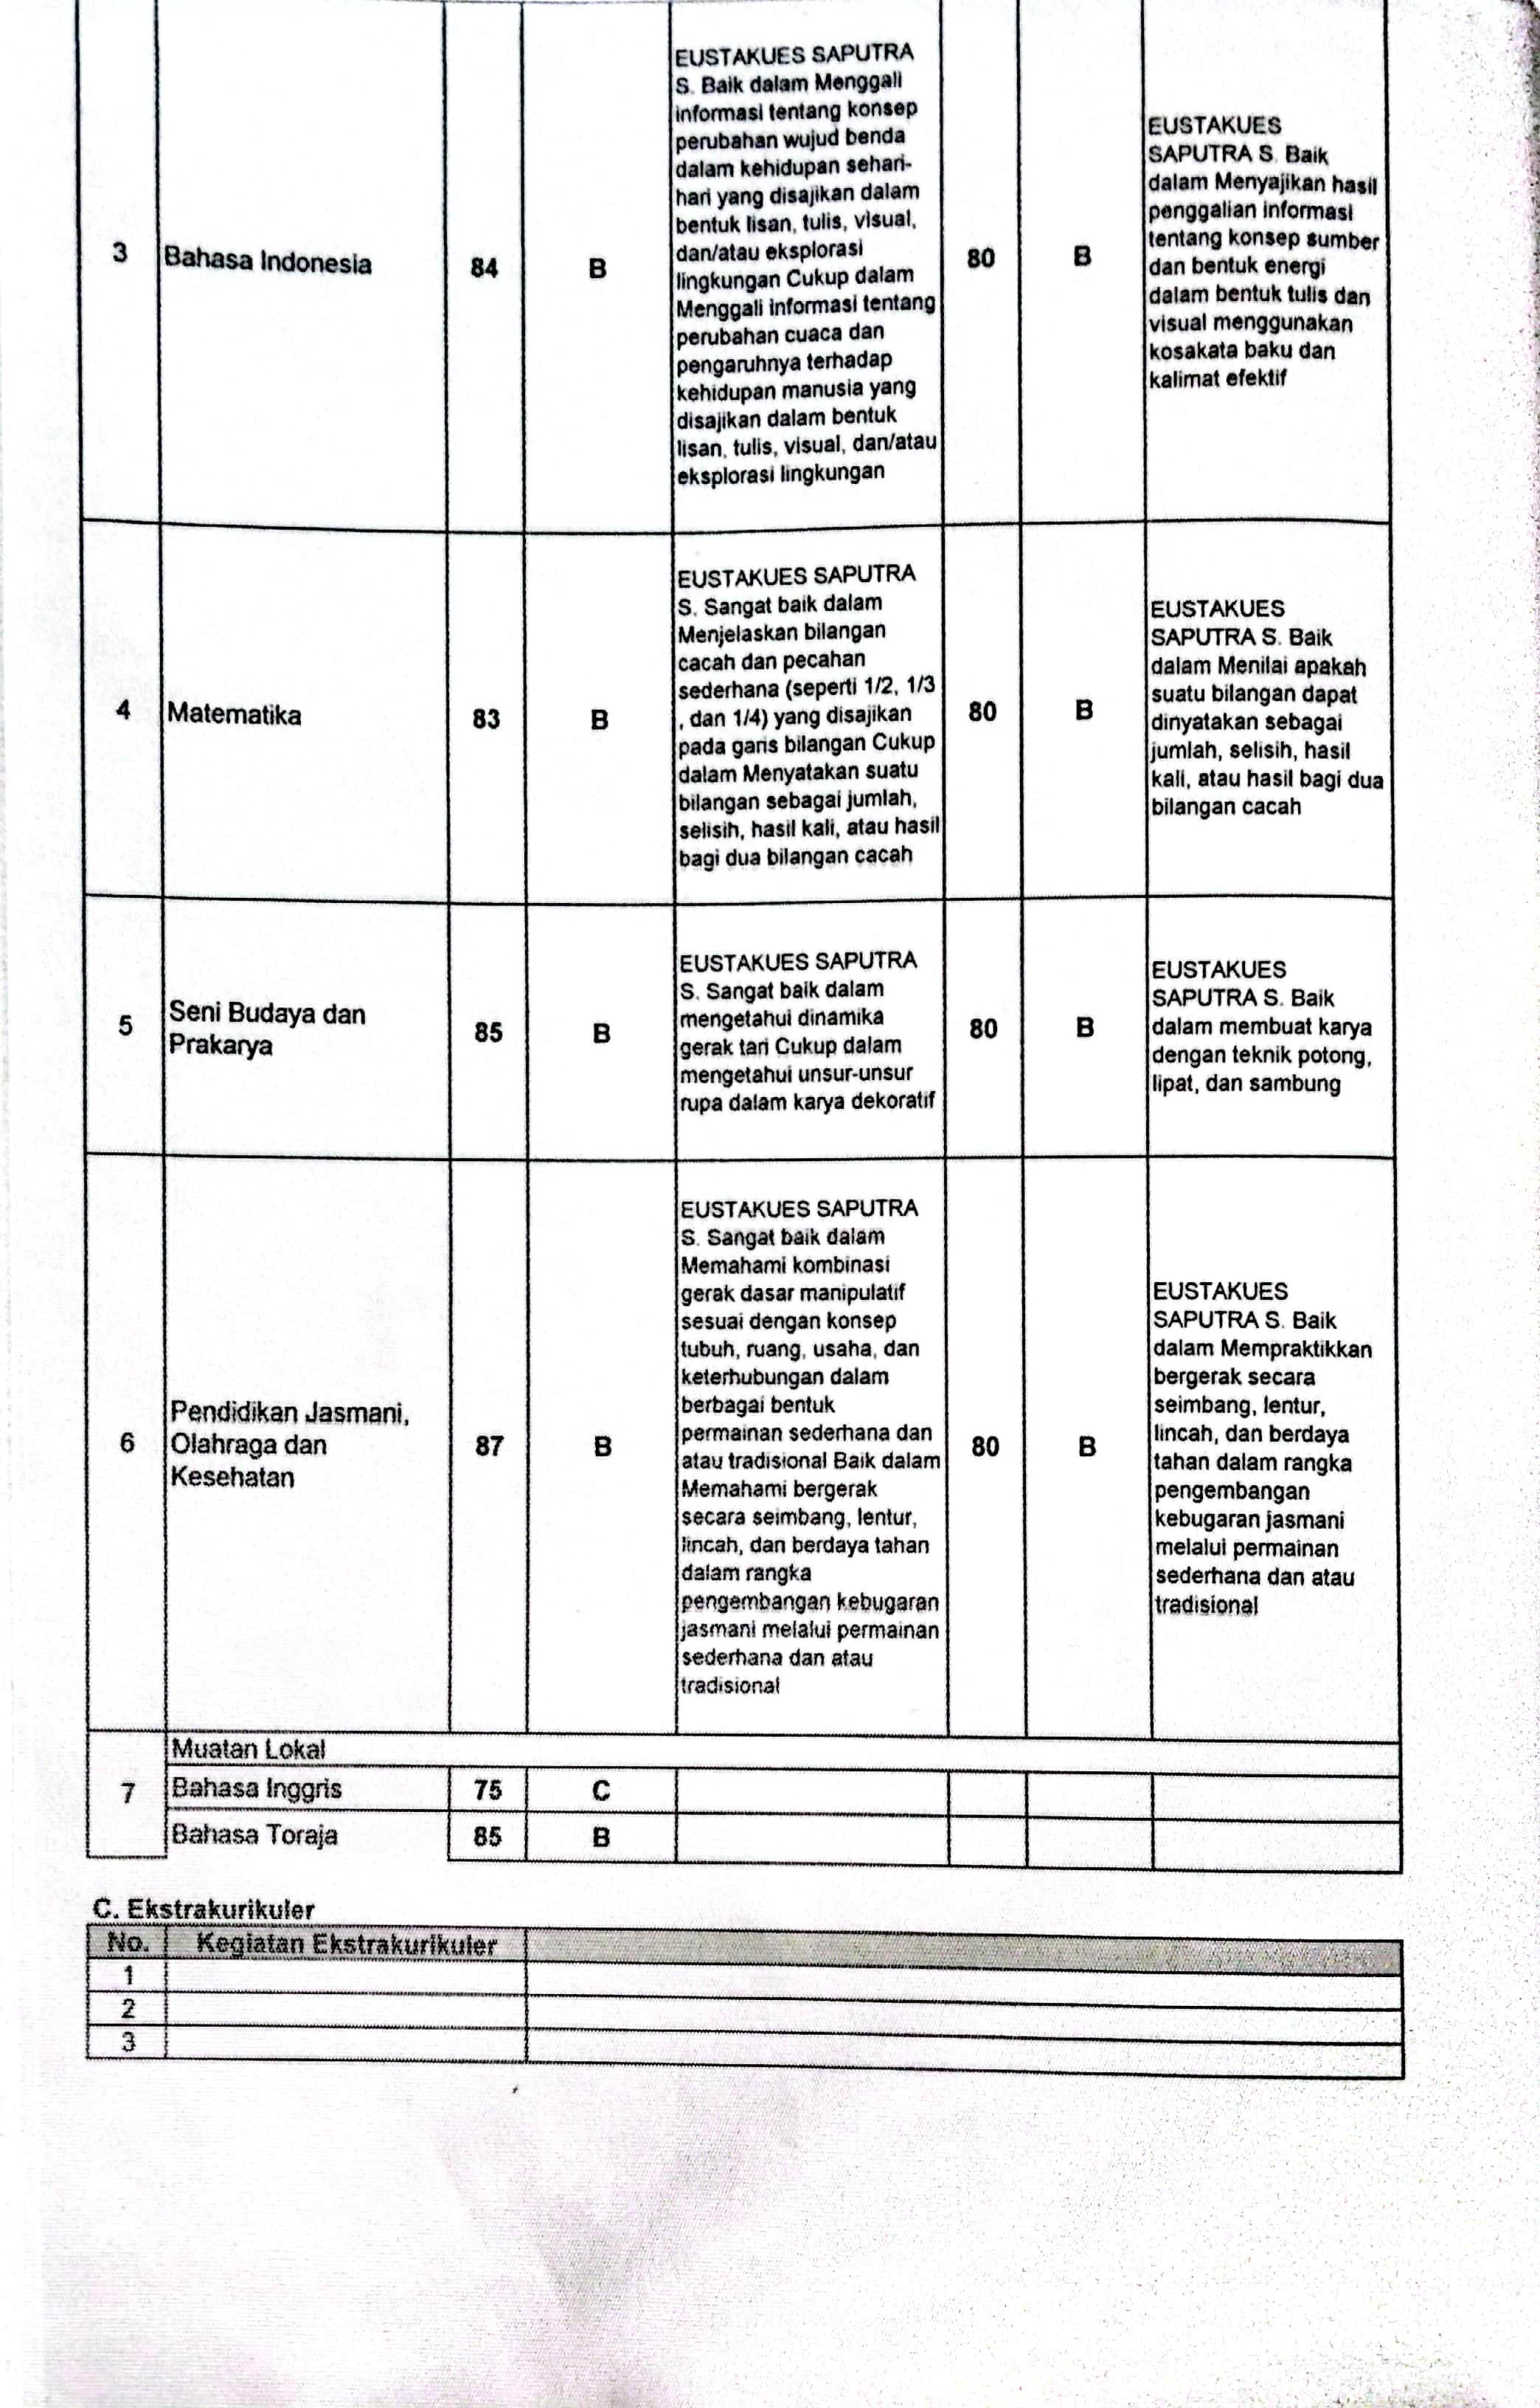 3
Bahasa Indonesia
84
B
EUSTAKUES SAPUTRA
S. Baik dalam Menggali
informasi tentang konsep
perubahan wujud benda
dalam kehidupan sehari-
hari yang disajikan dalam
bentuk lisan, tulis, visual,
dan/atau eksplorasi
lingkungan Cukup dalam
Menggali informasi tentang
perubahan cuaca dan
pengaruhnya terhadap
kehidupan manusia yang
disajikan dalam bentuk
lisan, tulis, visual, dan/atau
eksplorasi lingkungan
80
B
EUSTAKUES
SAPUTRA S. Baik
dalam Menyajikan hasil
penggalian informasi
tentang konsep sumber
dan bentuk energi
dalam bentuk tulis dan
visual menggunakan
kosakata baku dan
kalimat efektif
4
Matematika
83
B
EUSTAKUES SAPUTRA
S. Sangat baik dalam
Menjelaskan bilangan
cacah dan pecahan
sederhana (seperti 1/2, 1/3
, dan 1/4) yang disajikan
pada garis bilangan Cukup
dalam Menyatakan suatu
bilangan sebagai jumlah,
selisih, hasil kali, atau hasil
bagi dua bilangan cacah
80
B
EUSTAKUES
SAPUTRA S. Baik
dalam Menilai apakah
suatu bilangan dapat
dinyatakan sebagai
jumlah, selisih, hasil
kali, atau hasil bagi dua
bilangan cacah
5
Seni Budaya dan
Prakarya
85
B
EUSTAKUES SAPUTRA
S. Sangat baik dalam
mengetahui dinamika
gerak tari Cukup dalam
mengetahui unsur-unsur
rupa dalam karya dekoratif
80
B
EUSTAKUES
SAPUTRA S. Baik
dalam membuat karya
dengan teknik potong,
lipat, dan sambung
6
Pendidikan Jasmani,
Olahraga dan
Kesehatan
87
B
EUSTAKUES SAPUTRA
S. Sangat baik dalam
Memahami kombinasi
gerak dasar manipulatif
sesuai dengan konsep
tubuh, ruang, usaha, dan
keterhubungan dalam
berbagai bentuk
permainan sederhana dan
atau tradisional Baik dalam
Memahami bergerak
secara seimbang, lentur,
lincah, dan berdaya tahan
dalam rangka
pengembangan kebugaran
jasmani melalui permainan
sederhana dan atau
tradisional
80
B
EUSTAKUES
SAPUTRA S. Baik
dalam Mempraktikkan
bergerak secara
seimbang, lentur,
lincah, dan berdaya
tahan dalam rangka
pengembangan
kebugaran jasmani
melalui permainan
sederhana dan atau
tradisional
7
Muatan Lokal
Bahasa Inggris
75
C
Bahasa Toraja
85
B
C. Ekstrakurikuler
No. Kegiatan Ekstrakurikuler
1
2
3